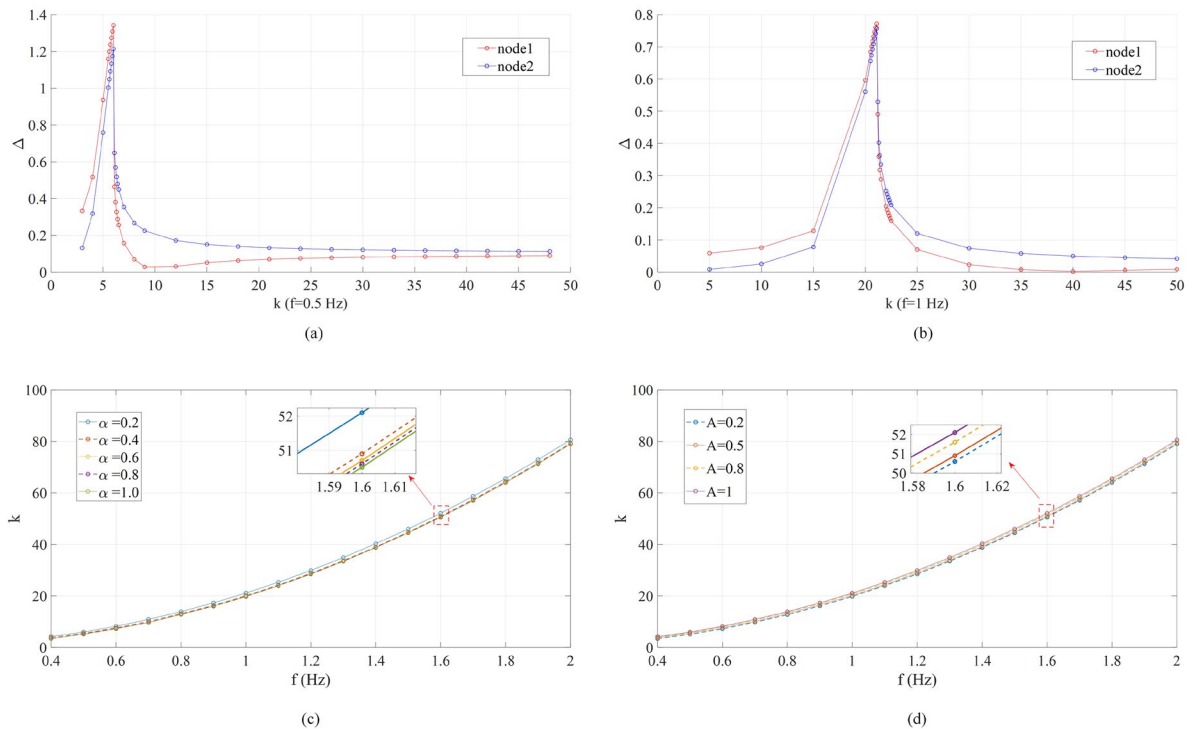 1.4
1.2
1
0.8
0.6
0.4
0.2
0
Δ
node1
node2
0 5 10 15 20 25 30 35 40 45 50
k (f=0.5 Hz)
(a)
0.8
0.7
0.6
0.5
0.4
0.3
0.2
0.1
0
Δ
node1
node2
0 5 10 15 20 25 30 35 40 45 50
k (f=1 Hz)
(b)
100
80
60
40
20
0
k
α =0.2
α =0.4
α =0.6
α =0.8
α =1.0
52
51
1.59 1.6 1.61
0.4 0.6 0.8 1 1.2 1.4 1.6 1.8 2
f (Hz)
(c)
100
80
60
40
20
0
k
A=0.2
A=0.5
A=0.8
A=1
52
51
50
1.58 1.6 1.62
0.4 0.6 0.8 1 1.2 1.4 1.6 1.8 2
f (Hz)
(d)